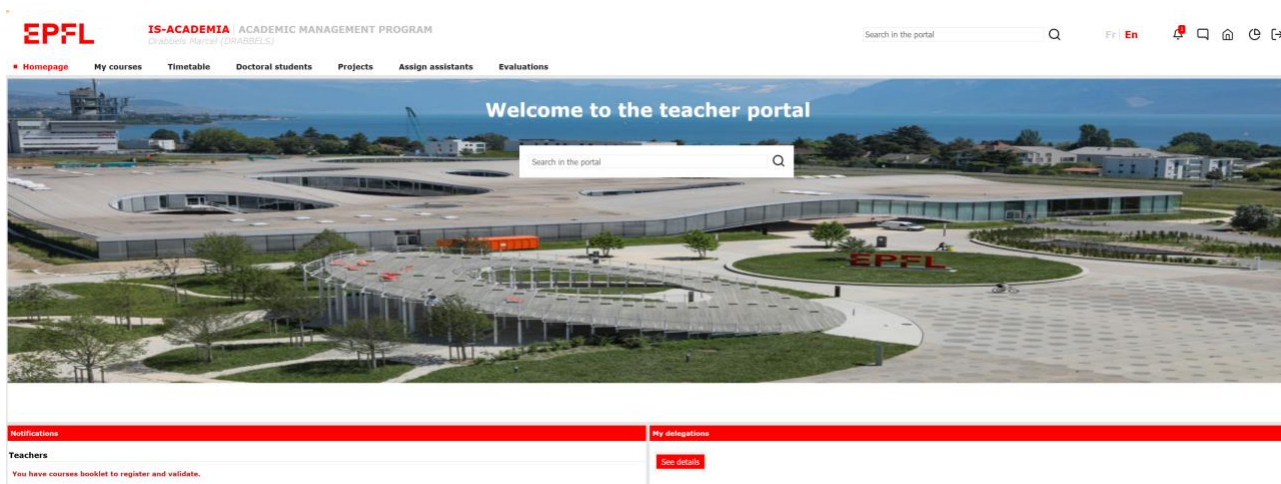 EPFL
IS-ACADEMIA | ACADEMIC MANAGEMENT PROGRAM
Drabbels Marcel (DRABBELS)
Search in the portal
Fr | En
Homepage My courses Timetable Doctoral students Projects Assign assistants Evaluations
Welcome to the teacher portal
Search in the portal
EPFL
Notifications
My delegations
Teachers
See details
You have courses booklet to register and validate.